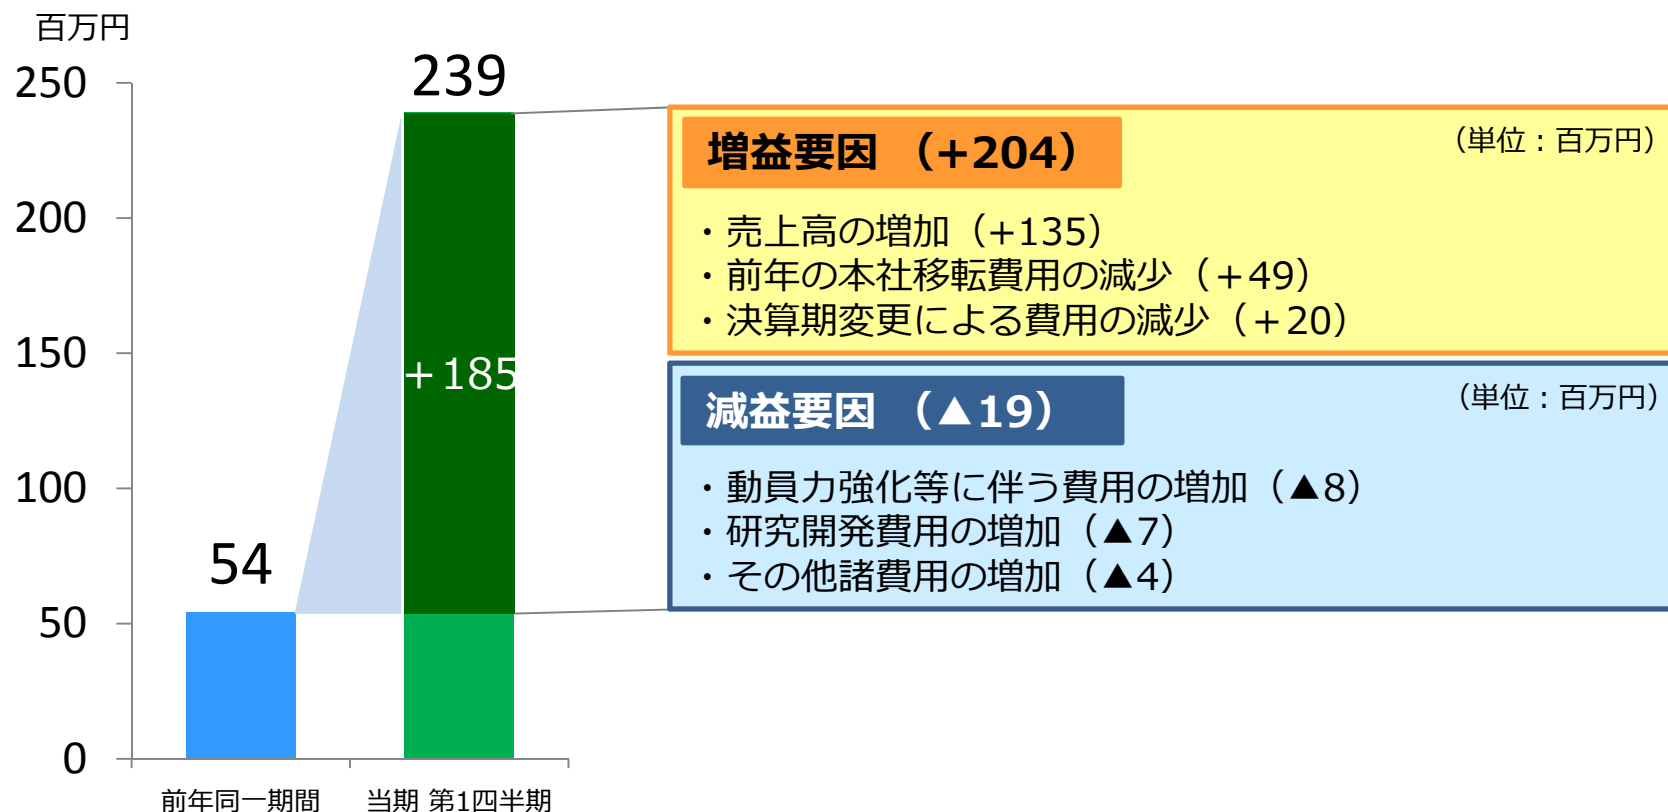 百万円
250
200
150
100
50
0
54
239
+185
前年同一期間
当期 第1四半期
増益要因 （+204）
（単位：百万円）
・売上高の増加（+135）
・前年の本社移転費用の減少（+49）
・決算期変更による費用の減少（+20）
減益要因 （▲19）
（単位：百万円）
・動員力強化等に伴う費用の増加（▲8）
・研究開発費用の増加（▲7）
・その他諸費用の増加（▲4）